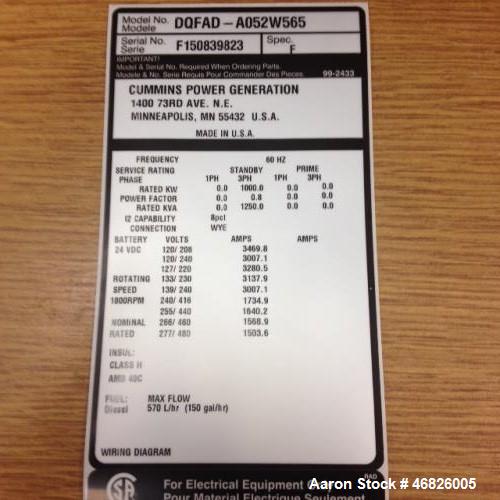 Model No. DQFAD-A052W565
Modele
Serial No. F150839823 Spec. F
Serie
IMPORTANT!
Model & Serial No. Required When Ordering Parts.
Modele & No. Serie Requis Pour Commander Des Pieces. 99-2433
CUMMINS POWER GENERATION
1400 73RD AVE. N.E.
MINNEAPOLIS, MN 55432 U.S.A.
MADE IN U.S.A.
FREQUENCY 60 HZ
SERVICE RATING STANDBY PRIME
PHASE 1PH 3PH 1PH 3PH
RATED KW 0.0 1000.0 0.0 0.0
POWER FACTOR 0.0 0.8 0.0 0.0
RATED KVA 0.0 1250.0 0.0 0.0
I2 CAPABILITY 8pct
CONNECTION WYE
BATTERY VOLTS AMPS AMPS
24 VDC 120/ 208 3469.8
120/ 240 3007.1
127/ 220 3280.5
ROTATING 133/ 230 3137.9
SPEED 139/ 240 3007.1
1800RPM 240/ 416 1734.9
255/ 440 1640.2
NOMINAL 266/ 460 1568.9
RATED 277/ 480 1503.6
INSUL:
CLASS H
AMB 40C
FUEL: MAX FLOW
Diesel 570 L/hr (150 gal/hr)
WIRING DIAGRAM
For Electrical Equipment
Pour Materiel Electrique Seulement
Aaron Stock # 46826005